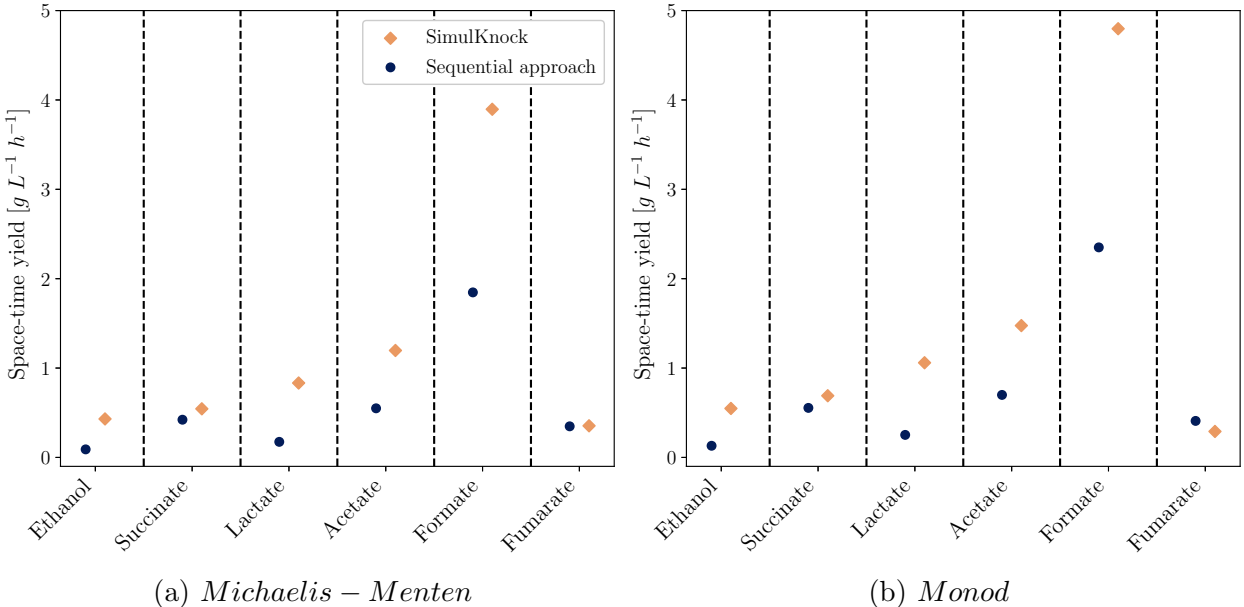 Space-time yield [g L⁻¹ h⁻¹]
5
4
3
2
1
0
SimulKnock
Sequential approach
Ethanol
Succinate
Lactate
Acetate
Formate
Fumarate
(a) Michaelis − Menten
Space-time yield [g L⁻¹ h⁻¹]
5
4
3
2
1
0
Ethanol
Succinate
Lactate
Acetate
Formate
Fumarate
(b) Monod